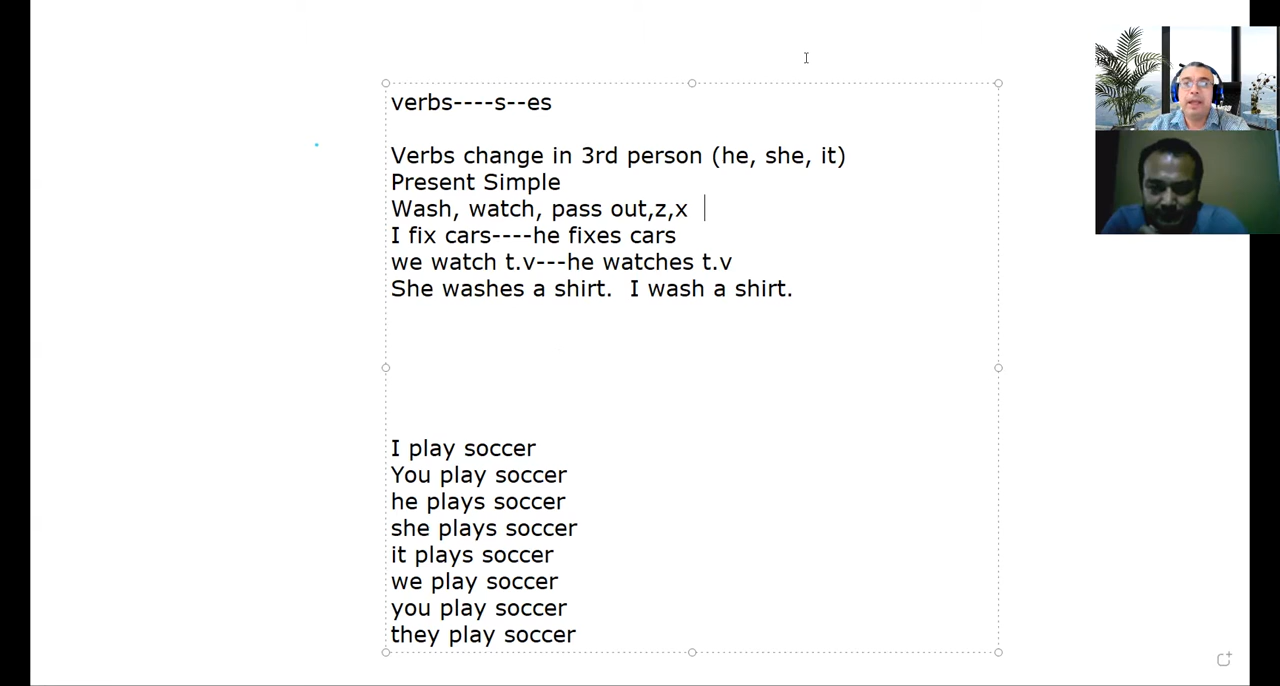 verbs----s--es
Verbs change in 3rd person (he, she, it)
Present Simple
Wash, watch, pass out,z,x
I fix cars----he fixes cars
we watch t.v---he watches t.v
She washes a shirt.  I wash a shirt.
I play soccer
You play soccer
he plays soccer
she plays soccer
it plays soccer
we play soccer
you play soccer
they play soccer